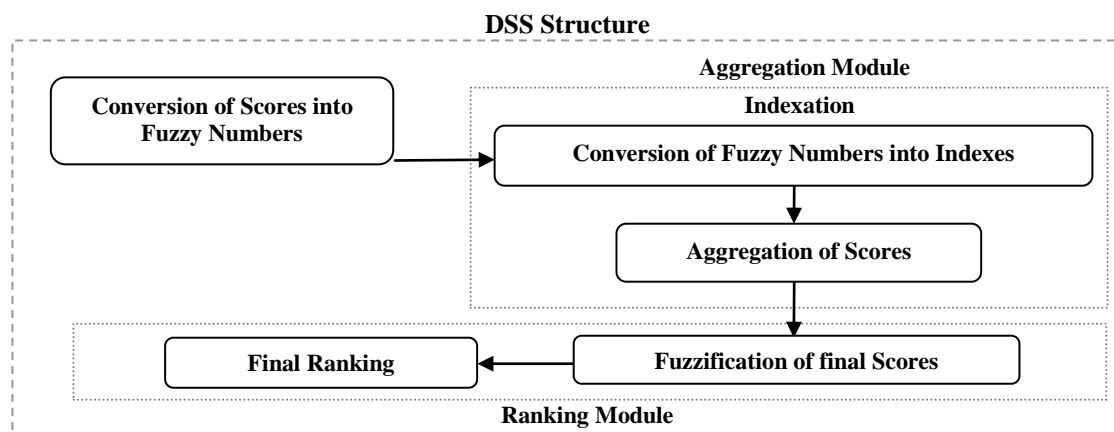 DSS Structure
Aggregation Module
Conversion of Scores into
Fuzzy Numbers
Indexation
Conversion of Fuzzy Numbers into Indexes
Aggregation of Scores
Fuzzification of final Scores
Final Ranking
Ranking Module